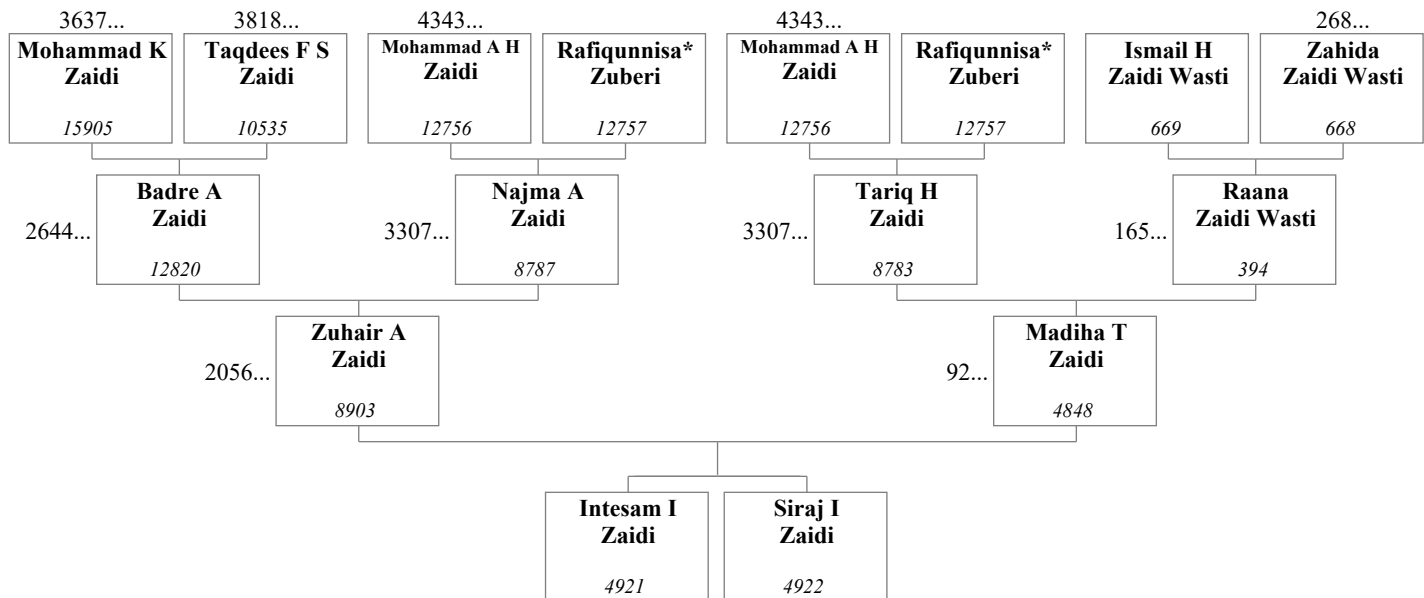 3637... 3818... 4343... 4343... 268...
Mohammad K Zaidi
15905
Taqdees F S Zaidi
10535
Mohammad A H Zaidi
12756
Rafiqunnisa* Zuberi
12757
Mohammad A H Zaidi
12756
Rafiqunnisa* Zuberi
12757
Ismail H Zaidi Wasti
669
Zahida Zaidi Wasti
668
2644...
Badre A Zaidi
12820
3307...
Najma A Zaidi
8787
3307...
Tariq H Zaidi
8783
165...
Raana Zaidi Wasti
394
2056...
Zuhair A Zaidi
8903
92...
Madiha T Zaidi
4848
Intesam I Zaidi
4921
Siraj I Zaidi
4922